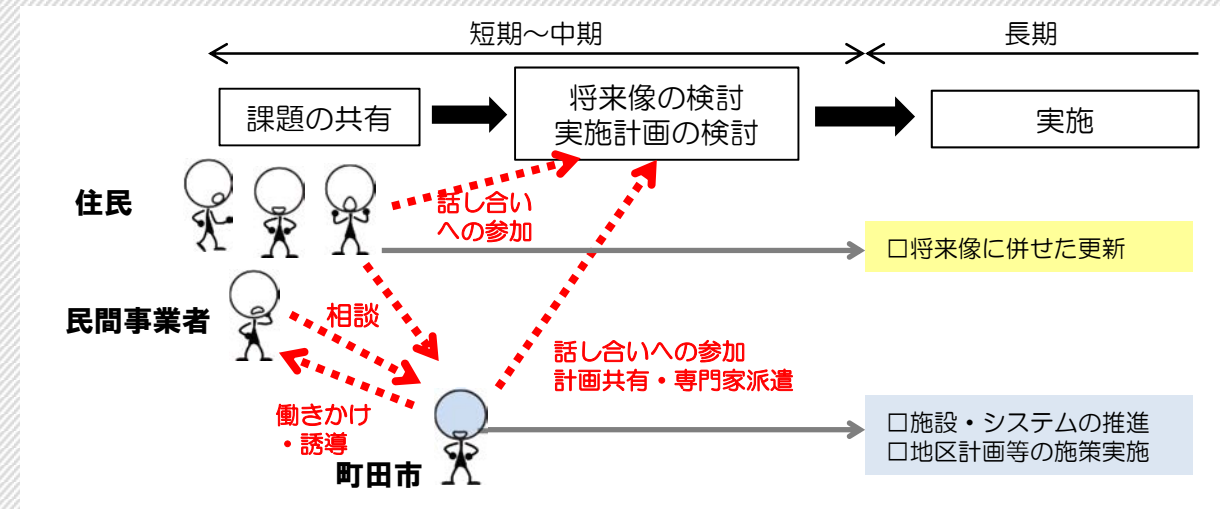 短期～中期
長期
課題の共有
将来像の検討
実施計画の検討
実施
住民
話し合い
への参加
□将来像に併せた更新
民間事業者
相談
話し合いへの参加
計画共有・専門家派遣
働きかけ
・誘導
町田市
□施設・システムの推進
□地区計画等の施策実施